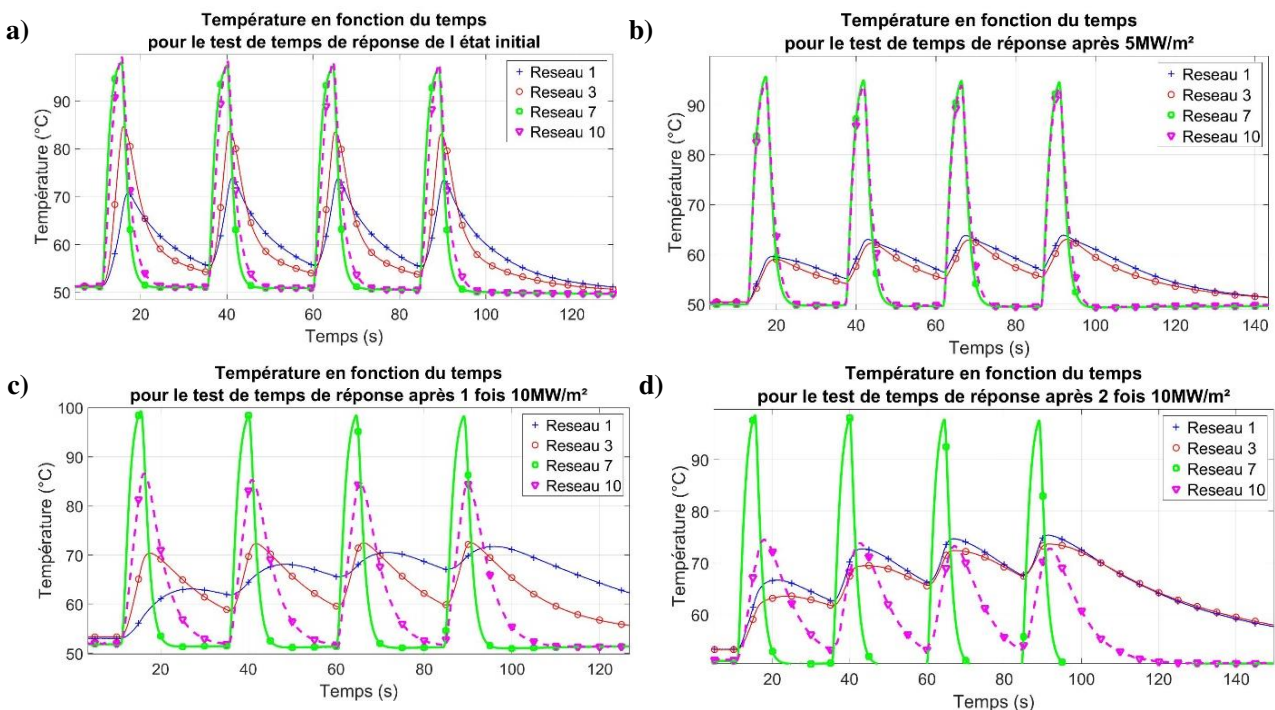 a)
Température en fonction du temps
pour le test de temps de réponse de l état initial
Température (°C)
90
80
70
60
50
20
40
60
80
100
120
Temps (s)
Reseau 1
Reseau 3
Reseau 7
Reseau 10
b)
Température en fonction du temps
pour le test de temps de réponse après 5MW/m²
Température (°C)
90
80
70
60
50
20
40
60
80
100
120
140
Temps (s)
Reseau 1
Reseau 3
Reseau 7
Reseau 10
c)
Température en fonction du temps
pour le test de temps de réponse après 1 fois 10MW/m²
Température (°C)
100
90
80
70
60
50
20
40
60
80
100
120
Temps (s)
Reseau 1
Reseau 3
Reseau 7
Reseau 10
d)
Température en fonction du temps
pour le test de temps de réponse après 2 fois 10MW/m²
Température (°C)
90
80
70
60
20
40
60
80
100
120
140
Temps (s)
Reseau 1
Reseau 3
Reseau 7
Reseau 10